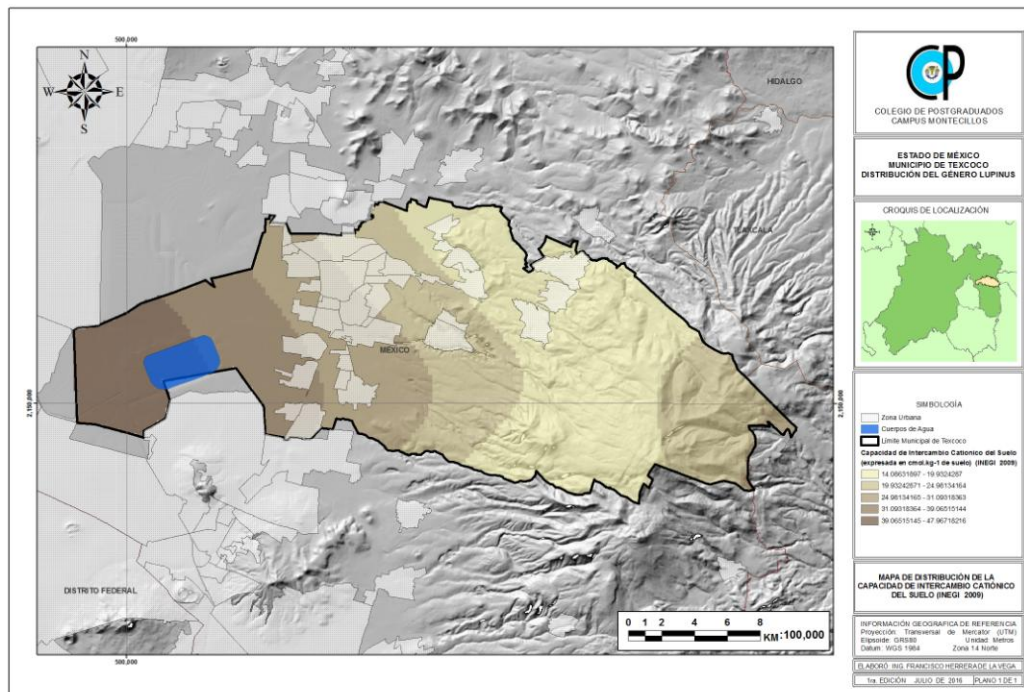 500,000
N
W E
S
HIDALGO
TLAXCALA
MÉXICO
2,150,000
2,150,000
DISTRITO FEDERAL
500,000
0 1 2 4 6 8
KM:100,000
CP
COLEGIO DE POSTGRADUADOS
CAMPUS MONTECILLOS
ESTADO DE MÉXICO
MUNICIPIO DE TEXCOCO
DISTRIBUCIÓN DEL GÉNERO LUPINUS
CROQUIS DE LOCALIZACIÓN
SIMBOLOGÍA
Zona Urbana
Cuerpos de Agua
Límite Municipal de Texcoco
Capacidad de Intercambio Cationico del Suelo
(expresada en cmol.kg-1 de suelo) (INEGI 2009)
14.08631897 - 19.9324267
19.93242671 - 24.98134164
24.98134165 - 31.09318363
31.09318364 - 39.06515144
39.06515145 - 47.96718216
MAPA DE DISTRIBUCIÓN DE LA
CAPACIDAD DE INTERCAMBIO CATIÓNICO
DEL SUELO (INEGI 2009)
INFORMACIÓN GEOGRAFICA DE REFERENCIA
Proyección: Transversal de Mercator (UTM)
Elipsoide: GRS80 Unidad: Metros
Datum: WGS 1984 Zona 14 Norte
ELABORÓ: ING. FRANCISCO HERRERA DE LA VEGA
1ra. EDICIÓN JULIO DE 2016 PLANO 1 DE 1